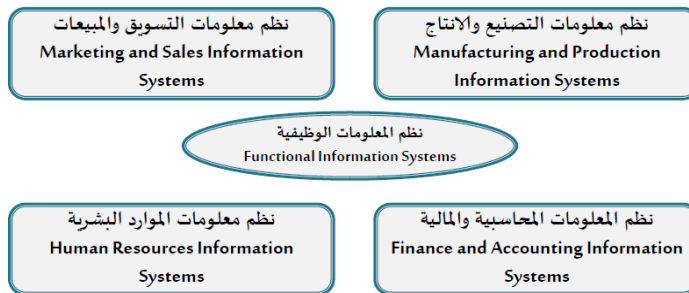 نظم معلومات التسويق والمبيعات
Marketing and Sales Information
Systems
نظم معلومات التصنيع والانتاج
Manufacturing and Production
Information Systems
نظم المعلومات الوظيفية
Functional Information Systems
نظم معلومات الموارد البشرية
Human Resources Information
Systems
نظم المعلومات المحاسبية والمالية
Finance and Accounting Information
Systems